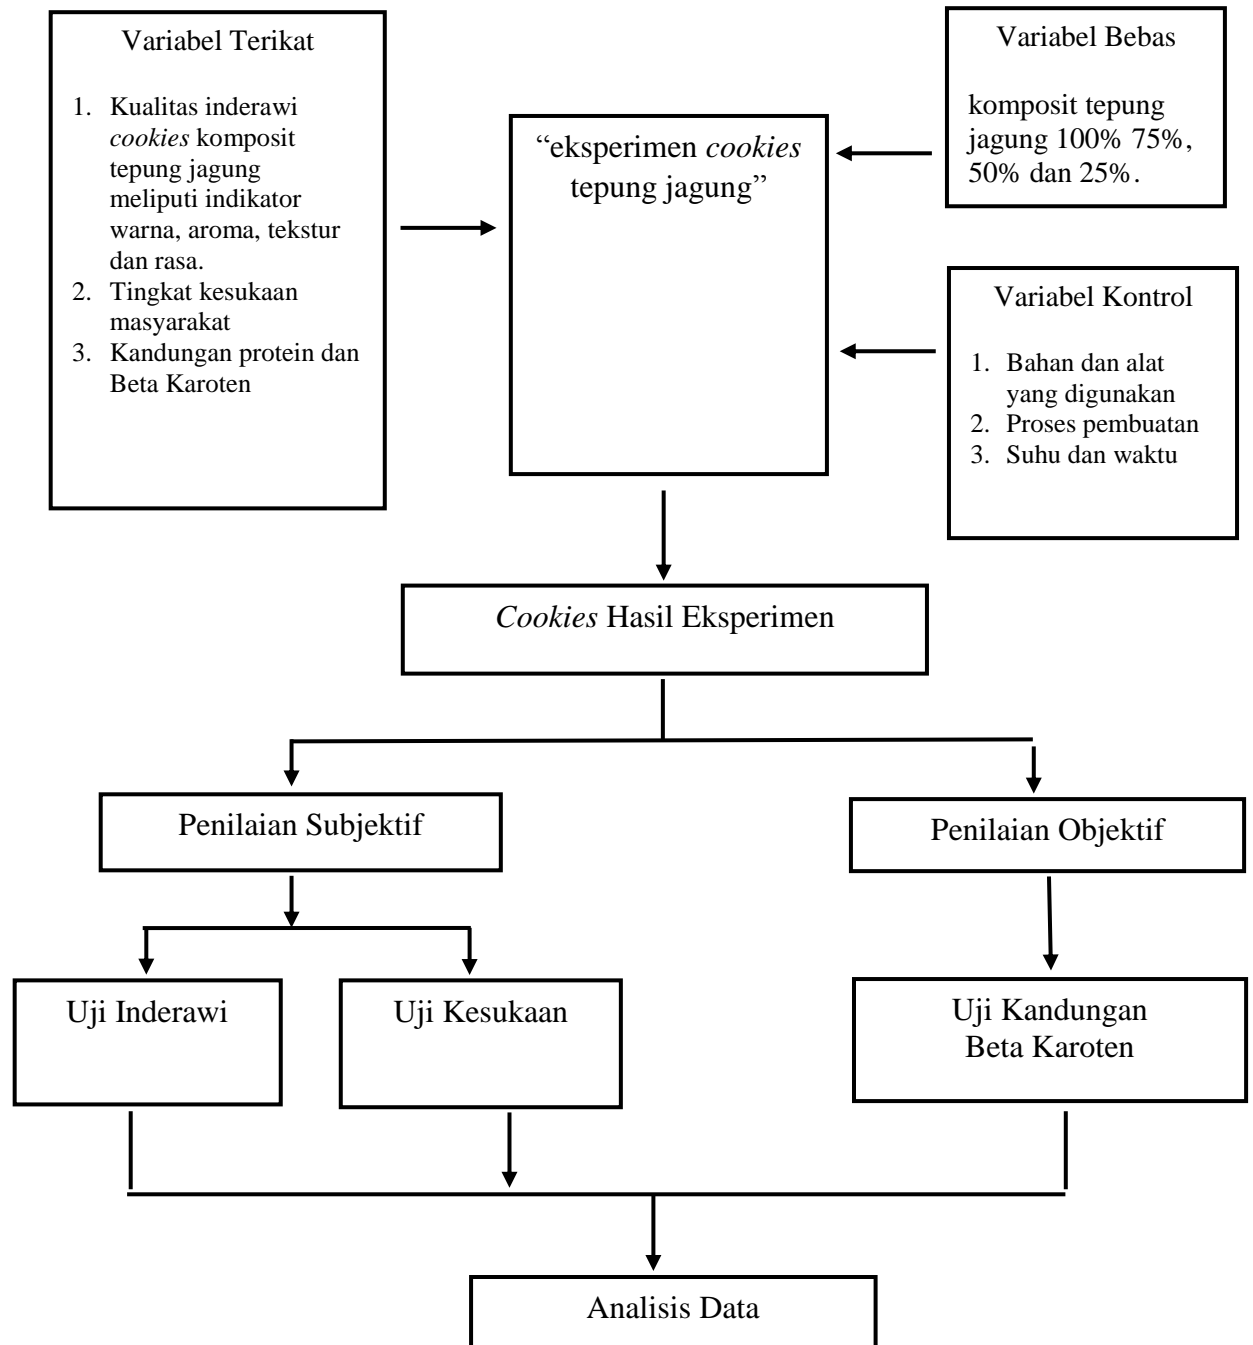 Variabel Terikat
1. Kualitas inderawi
cookies komposit
tepung jagung
meliputi indikator
warna, aroma, tekstur
dan rasa.
2. Tingkat kesukaan
masyarakat
3. Kandungan protein dan
Beta Karoten
“eksperimen cookies
tepung jagung”
Variabel Bebas
komposit tepung
jagung 100% 75%,
50% dan 25%.
Variabel Kontrol
1. Bahan dan alat
yang digunakan
2. Proses pembuatan
3. Suhu dan waktu
Cookies Hasil Eksperimen
Penilaian Subjektif
Penilaian Objektif
Uji Inderawi
Uji Kesukaan
Uji Kandungan
Beta Karoten
Analisis Data